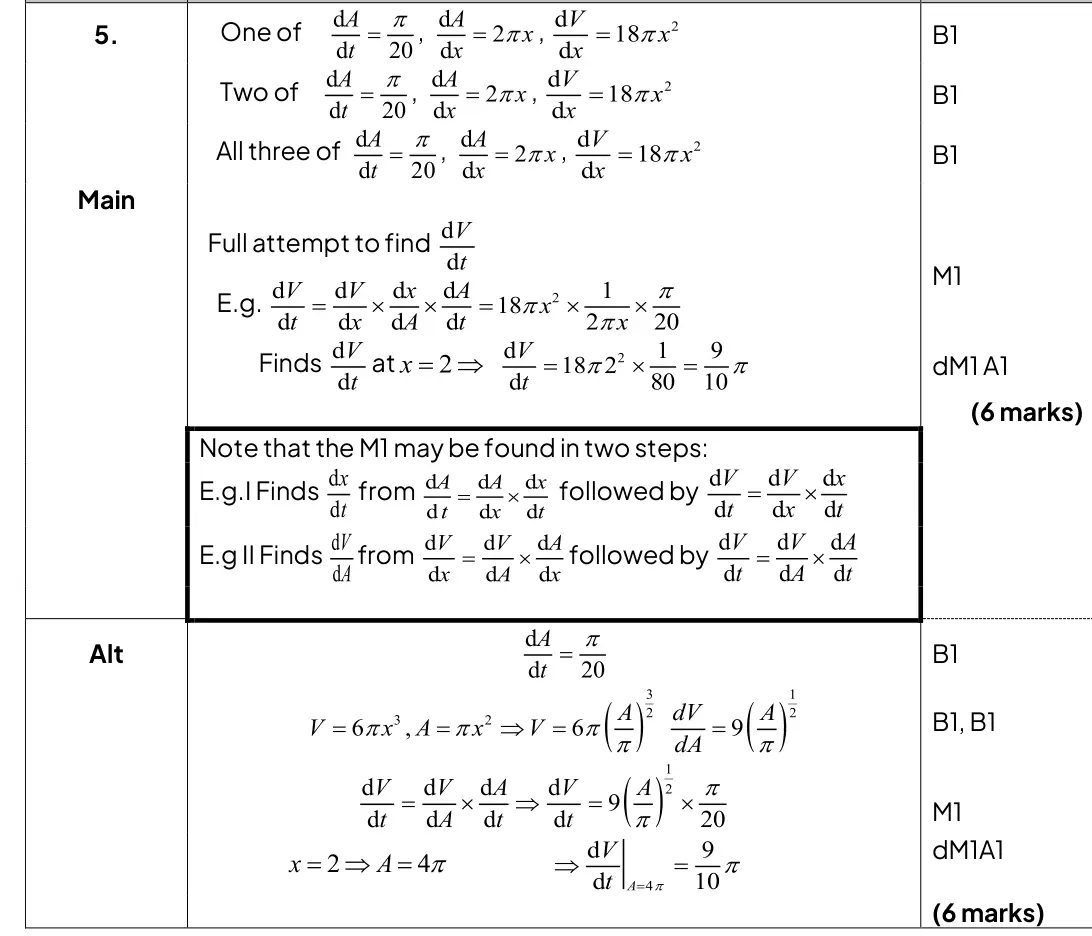 5.
One of dA/dt = π/20, dA/dx = 2πx, dV/dx = 18πx² B1
Two of dA/dt = π/20, dA/dx = 2πx, dV/dx = 18πx² B1
All three of dA/dt = π/20, dA/dx = 2πx, dV/dx = 18πx² B1
Main
Full attempt to find dV/dt
M1
E.g. dV/dt = dV/dx × dx/dA × dA/dt = 18πx² × 1/2πx × π/20
Finds dV/dt at x = 2 ⇒ dV/dt = 18π2² × 1/80 = 9/10 π dM1 A1
(6 marks)
Note that the M1 may be found in two steps:
E.g.I Finds dx/dt from dA/dt = dA/dx × dx/dt followed by dV/dt = dV/dx × dx/dt
E.g II Finds dV/dA from dV/dx = dV/dA × dA/dx followed by dV/dt = dV/dA × dA/dt
Alt dA/dt = π/20 B1
V = 6πx³, A = πx² ⇒ V = 6π(A/π)^(3/2) dV/dA = 9(A/π)^(1/2) B1, B1
dV/dt = dV/dA × dA/dt ⇒ dV/dt = 9(A/π)^(1/2) × π/20 M1
x = 2 ⇒ A = 4π ⇒ dV/dt|A=4π = 9/10 π dM1A1
(6 marks)